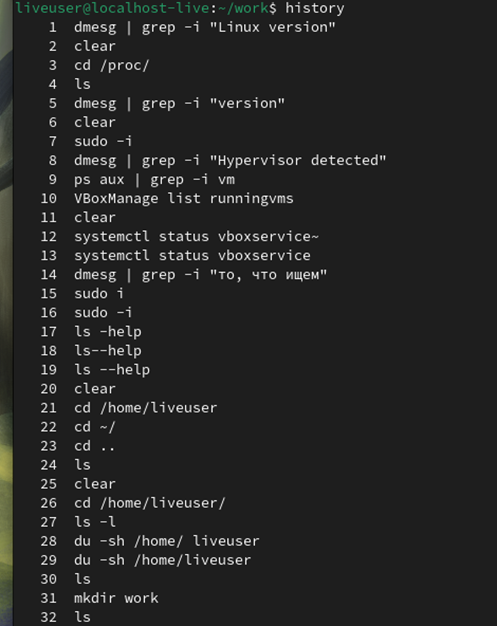 liveuser@localhost-live:~/work$ history
1 dmesg | grep -i "Linux version"
2 clear
3 cd /proc/
4 ls
5 dmesg | grep -i "version"
6 clear
7 sudo -i
8 dmesg | grep -i "Hypervisor detected"
9 ps aux | grep -i vm
10 VBoxManage list runningvms
11 clear
12 systemctl status vboxservice~
13 systemctl status vboxservice
14 dmesg | grep -i "то, что ищем"
15 sudo i
16 sudo -i
17 ls -help
18 ls--help
19 ls --help
20 clear
21 cd /home/liveuser
22 cd ~/
23 cd ..
24 ls
25 clear
26 cd /home/liveuser/
27 ls -l
28 du -sh /home/ liveuser
29 du -sh /home/liveuser
30 ls
31 mkdir work
32 ls